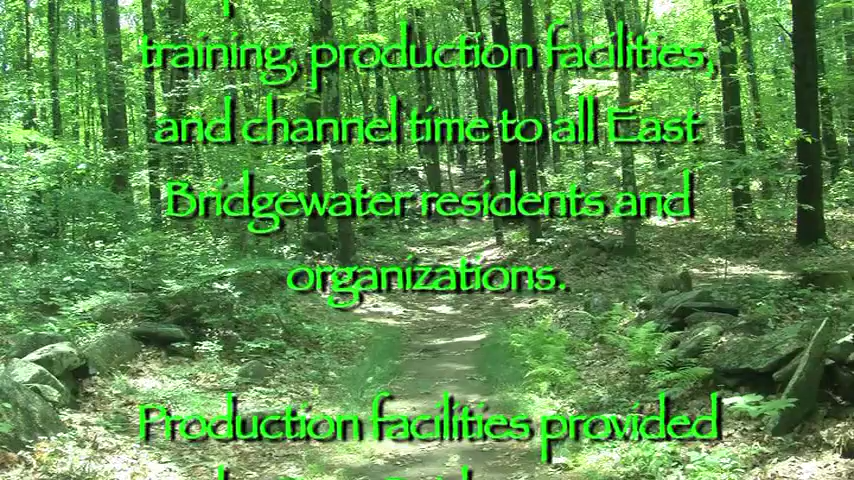 training, production facilities,
and channel time to all East
Bridgewater residents and
organizations.
Production facilities provided